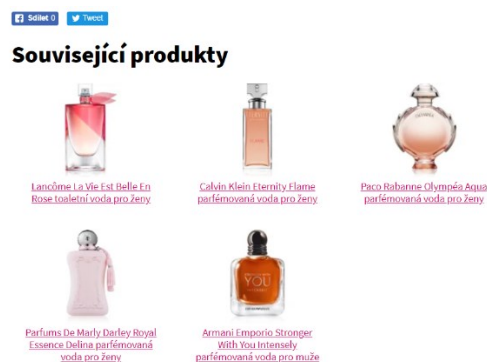 Sdílet 0
Tweet
Související produkty
Lancôme La Vie Est Belle En
Rose toaletní voda pro ženy
Calvin Klein Eternity Flame
parfémovaná voda pro ženy
Paco Rabanne Olympéa Aqua
parfémovaná voda pro ženy
YOU
Parfums De Marly Darley Royal
Essence Delina parfémovaná
voda pro ženy
Armani Emporio Stronger
With You Intensely
parfémovaná voda pro muže